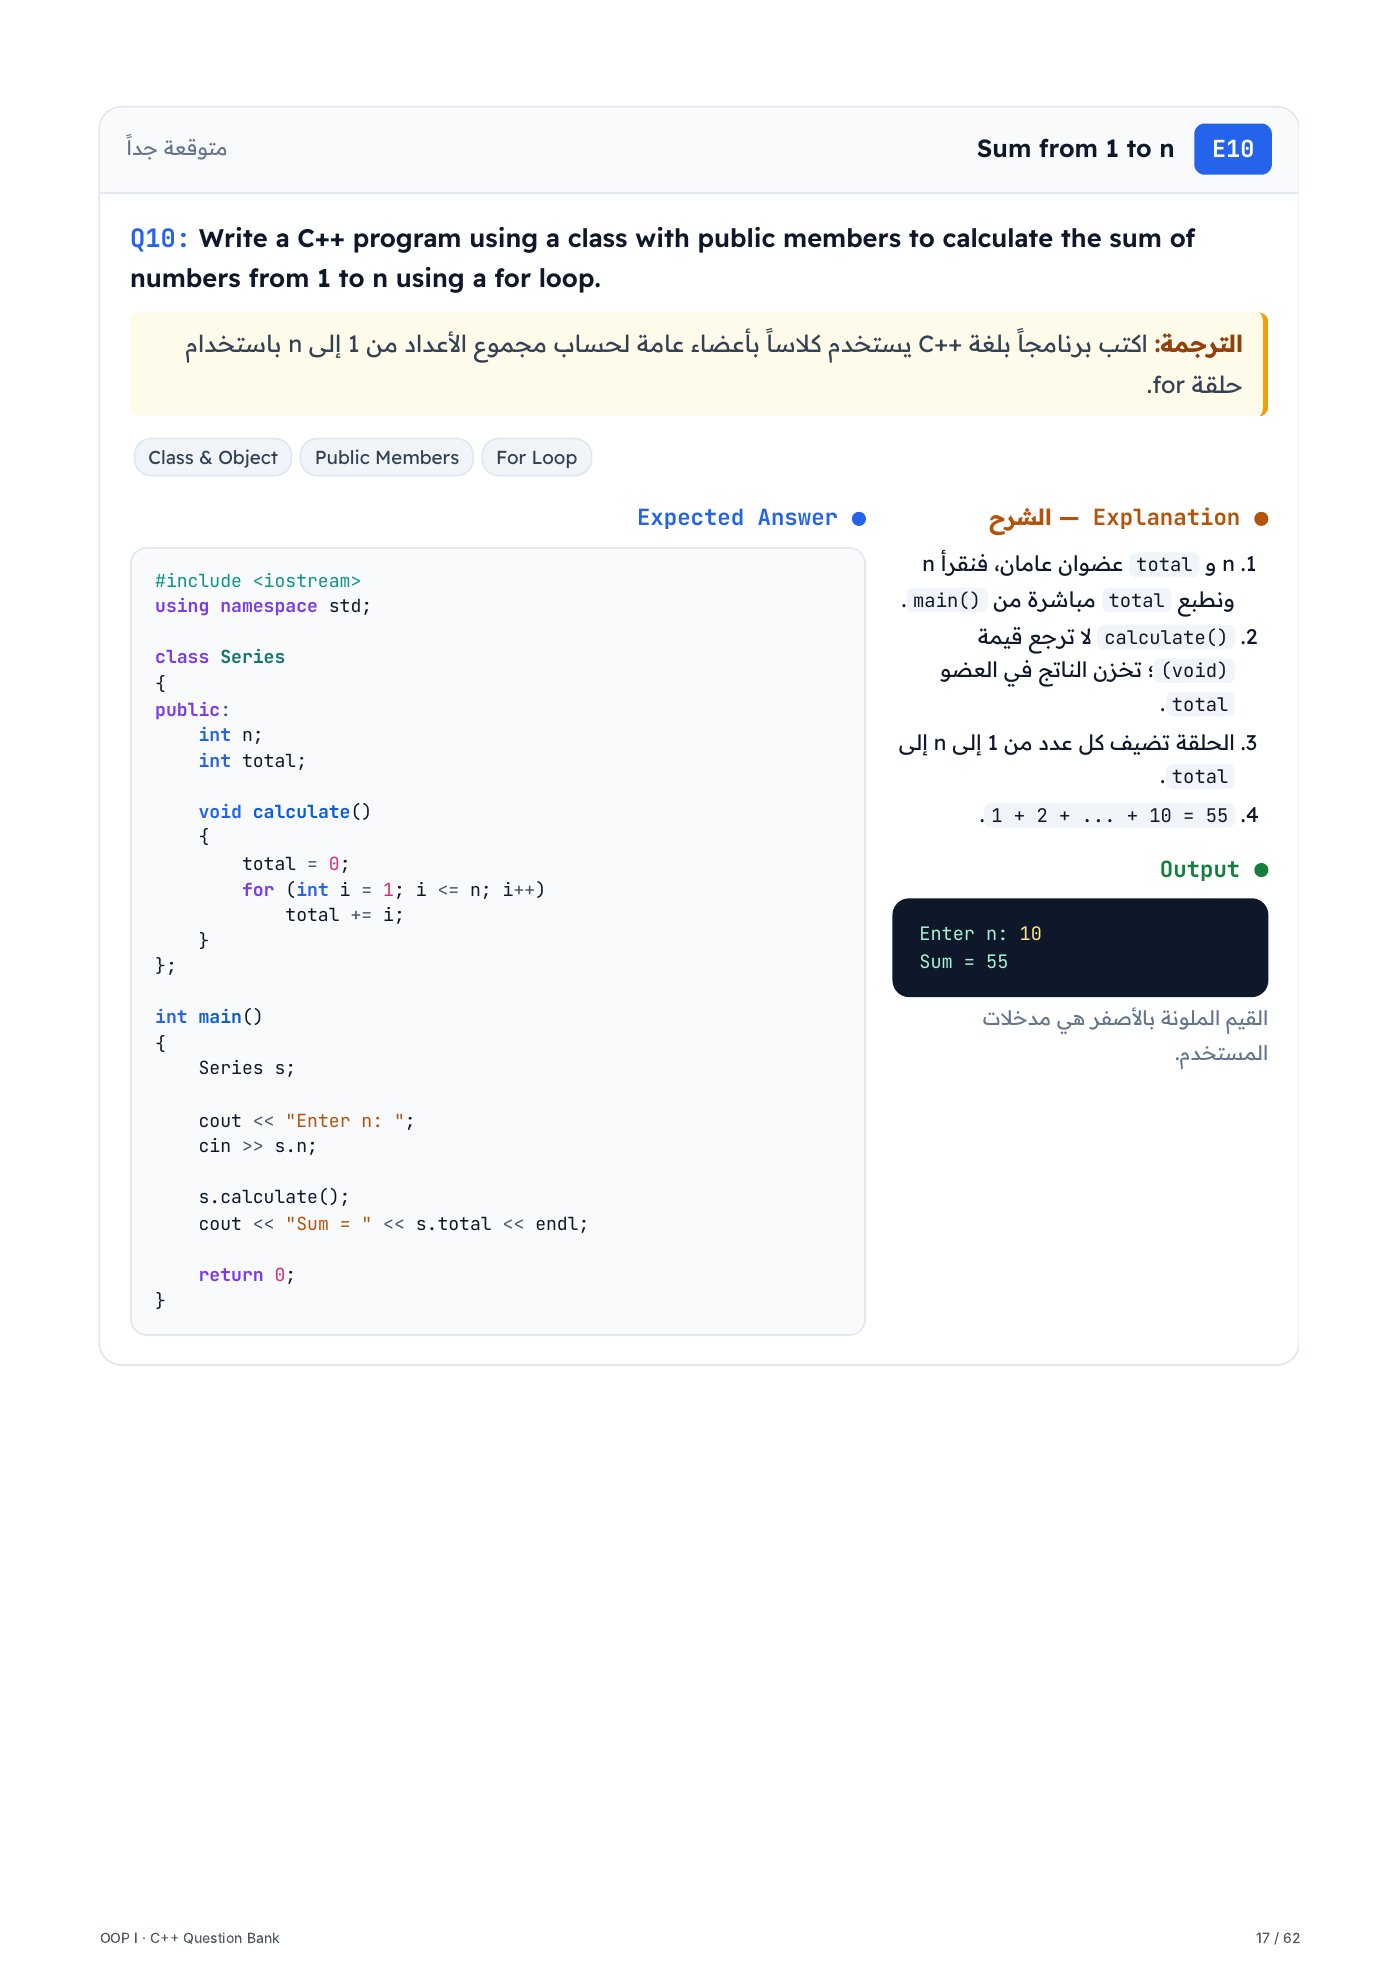 E10 Sum from 1 to n
متوقعة جداً
Q10: Write a C++ program using a class with public members to calculate the sum of
numbers from 1 to n using a for loop.
الترجمة: اكتب برنامجاً بلغة C++ يستخدم كلاساً بأعضاء عامة لحساب مجموع الأعداد من 1 إلى n باستخدام
حلقة for.
Class & Object
Public Members
For Loop
Explanation — الشرح
1. n و total عضوان عامان، فنقرأ n
ونطبع total مباشرة من main().
2. calculate() لا ترجع قيمة
(void)؛ تخزن الناتج في العضو
total.
3. الحلقة تضيف كل عدد من 1 إلى n إلى
total.
4. 1 + 2 + ... + 10 = 55.
Output
Enter n: 10
Sum = 55
القيم الملونة بالأصفر هي مدخلات
المستخدم.
Expected Answer
#include <iostream>
using namespace std;
class Series
{
public:
    int n;
    int total;
    void calculate()
    {
        total = 0;
        for (int i = 1; i <= n; i++)
            total += i;
    }
};
int main()
{
    Series s;
    cout << "Enter n: ";
    cin >> s.n;
    s.calculate();
    cout << "Sum = " << s.total << endl;
    return 0;
}
OOP I · C++ Question Bank
17 / 62